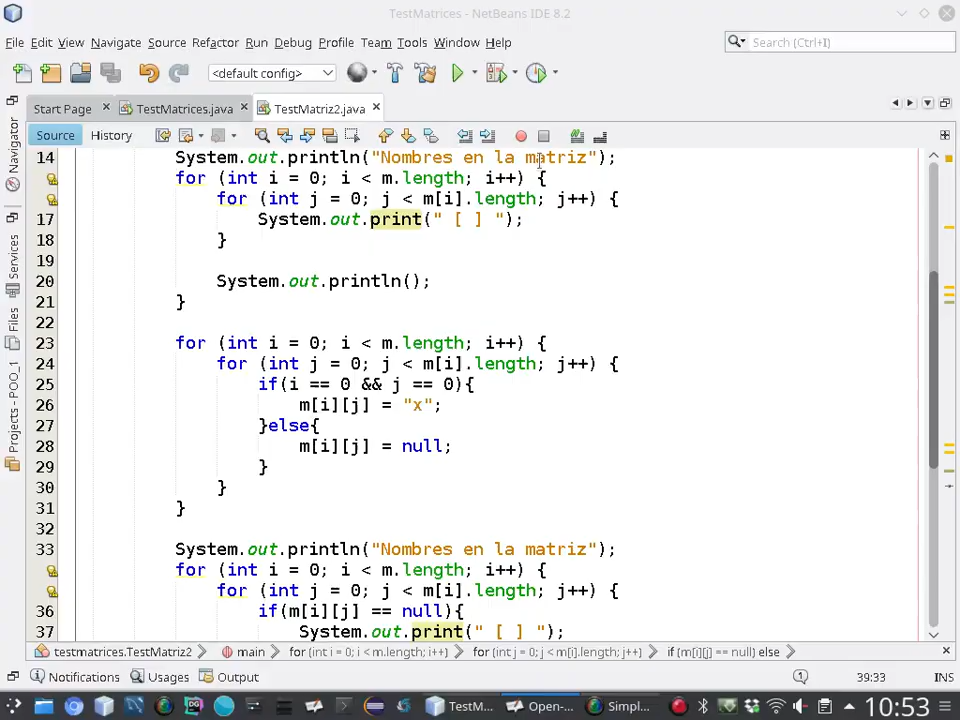 TestMatrices - NetBeans IDE 8.2
File Edit View Navigate Source Refactor Run Debug Profile Team Tools Window Help
Search (Ctrl+I)
<default config>
Start Page TestMatrices.java TestMatriz2.java
Source History
14 System.out.println("Nombres en la matriz");
for (int i = 0; i < m.length; i++) {
for (int j = 0; j < m[i].length; j++) {
17 System.out.print(" [ ] ");
18 }
19
20 System.out.println();
21 }
22
23 for (int i = 0; i < m.length; i++) {
24 for (int j = 0; j < m[i].length; j++) {
25 if(i == 0 && j == 0){
26 m[i][j] = "x";
27 }else{
28 m[i][j] = null;
29 }
30 }
31 }
32
33 System.out.println("Nombres en la matriz");
for (int i = 0; i < m.length; i++) {
for (int j = 0; j < m[i].length; j++) {
36 if(m[i][j] == null){
37 System.out.print(" [ ] ");
Navigator
Services
Files
Projects - POO_1
testmatrices.TestMatriz2 main for (int i = 0; i < m.length; i++) for (int j = 0; j < m[i].length; j++) if (m[i][j] == null) else
Notifications Usages Output 1 39:33 INS
TestM... Open-... Simpl... 10:53